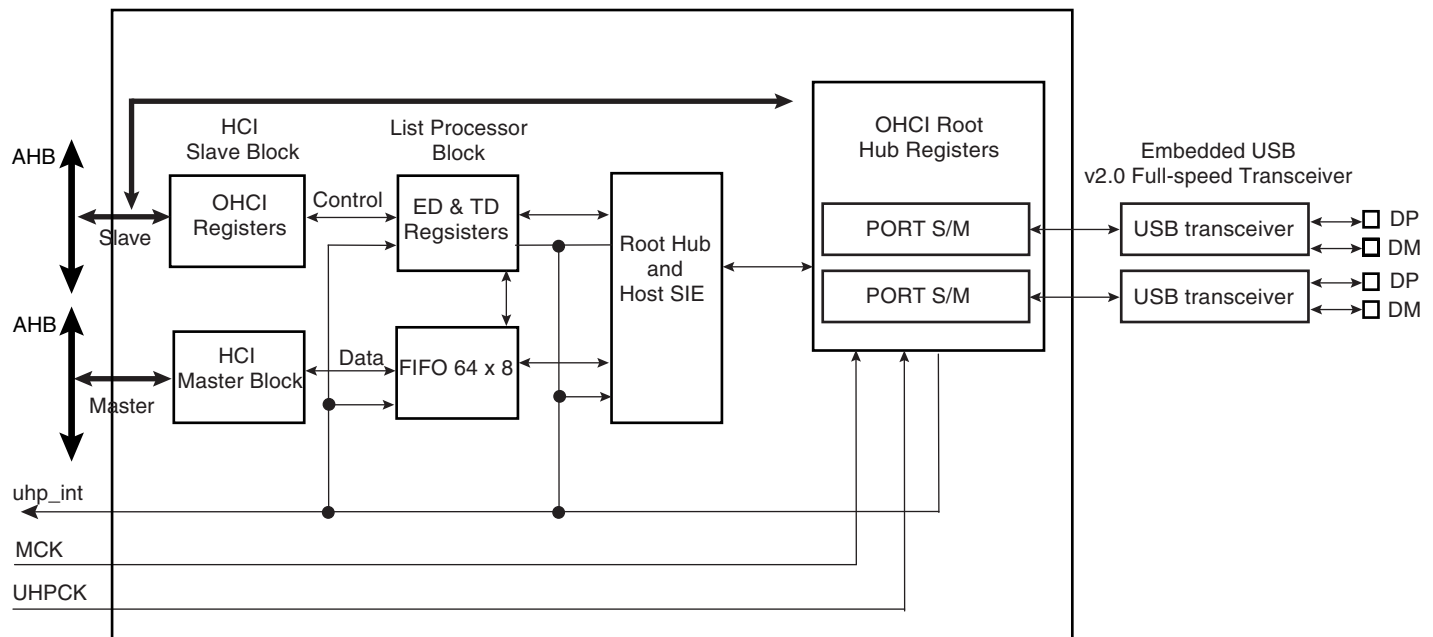 HCI
Slave Block
List Processor
Block
OHCI Root
Hub Registers
Embedded USB
v2.0 Full-speed Transceiver
AHB
Slave
OHCI
Registers
Control
ED & TD
Regsisters
Root Hub
and
Host SIE
PORT S/M
USB transceiver
DP
DM
PORT S/M
USB transceiver
DP
DM
AHB
Master
HCI
Master Block
Data
FIFO 64 x 8
uhp_int
MCK
UHPCK